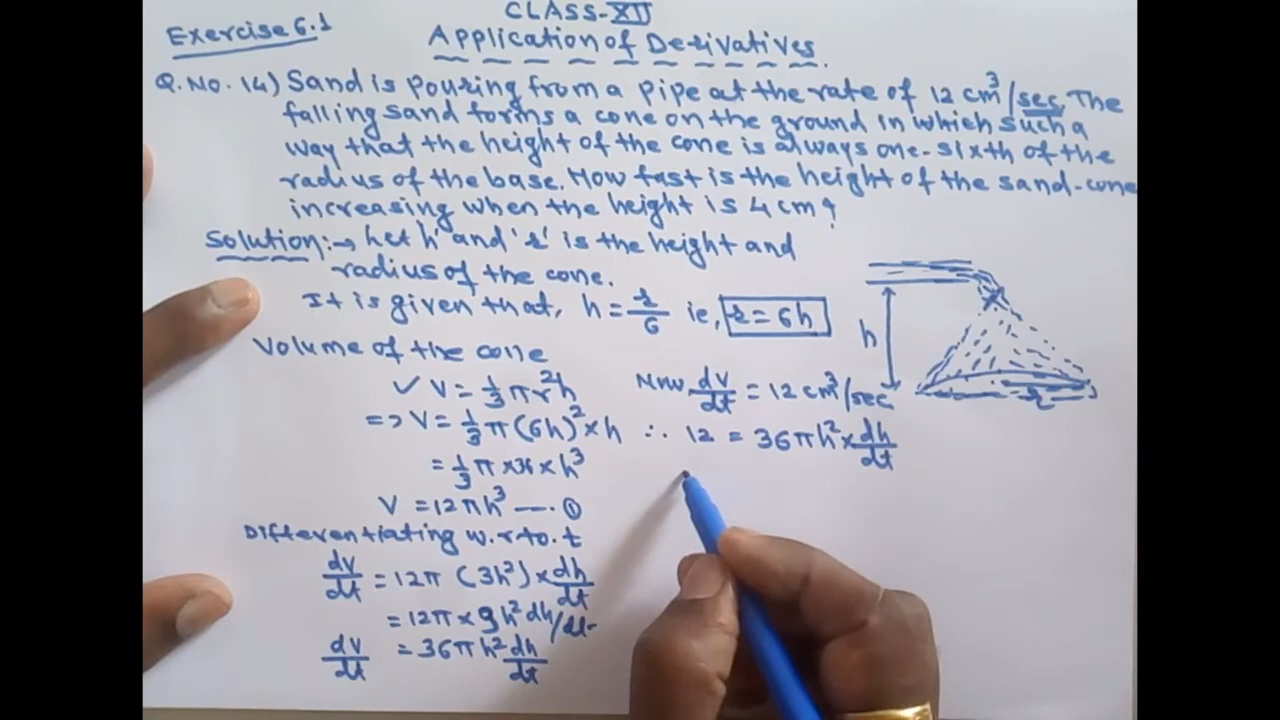 CLASS-XII
Exercise 6.1
Application of Derivatives.
Q.No. 14) Sand is pouring from a pipe at the rate of 12 cm³/sec. The
falling sand forms a cone on the ground in which such a
way that the height of the cone is always one-sixth of the
radius of the base. How fast is the height of the sand-cone
increasing when the height is 4 cm?
Solution:→ Let 'h' and 'r' is the height and
radius of the cone.
It is given that, h = r/6 ie, r = 6h
Volume of the cone
✓ V = 1/3 πr²h
=> V = 1/3 π(6h)² × h
= 1/3 π × 36 × h³
V = 12πh³ —. ①
Differentiating w.r.to.t
dv/dt = 12π (3h²) × dh/dt
= 12π × 3h² dh/dt
dv/dt = 36πh² dh/dt
Now, dv/dt = 12 cm³/sec
∴ 12 = 36πh² × dh/dt
h
r